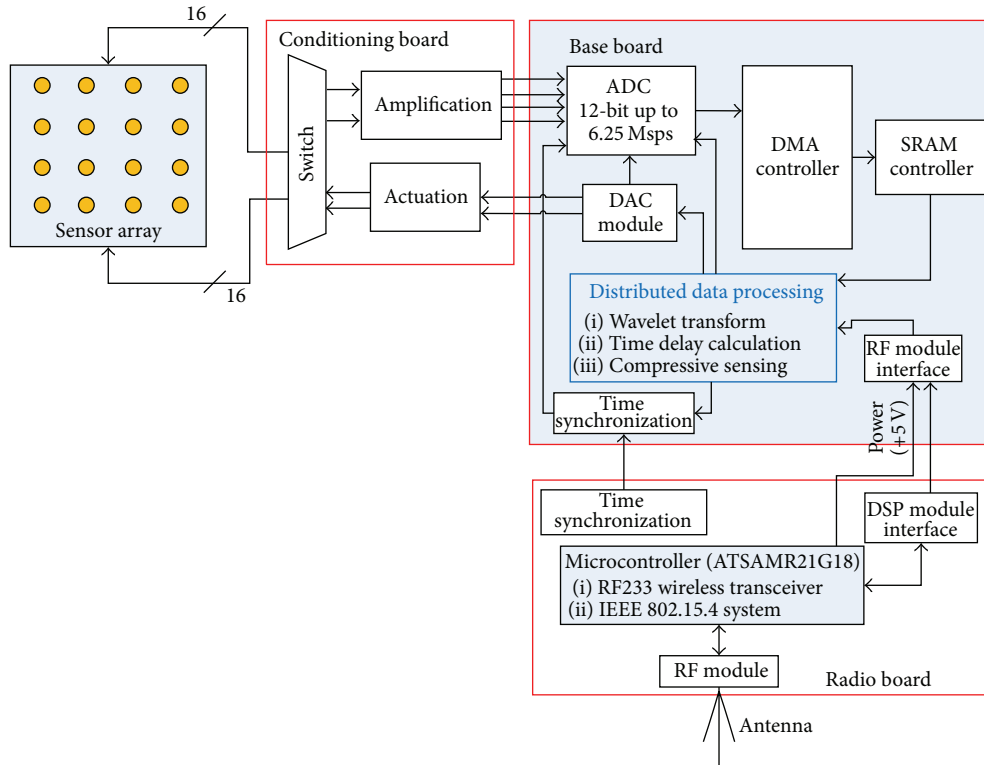 16
Conditioning board
Base board
Switch
Amplification
ADC
12-bit up to
6.25 Msps
DMA
controller
SRAM
controller
Actuation
DAC
module
Sensor array
16
Distributed data processing
(i) Wavelet transform
(ii) Time delay calculation
(iii) Compressive sensing
RF module
interface
Time
synchronization
Power
(+5 V)
Time
synchronization
DSP module
interface
Microcontroller (ATSAMR21G18)
(i) RF233 wireless transceiver
(ii) IEEE 802.15.4 system
RF module
Radio board
Antenna